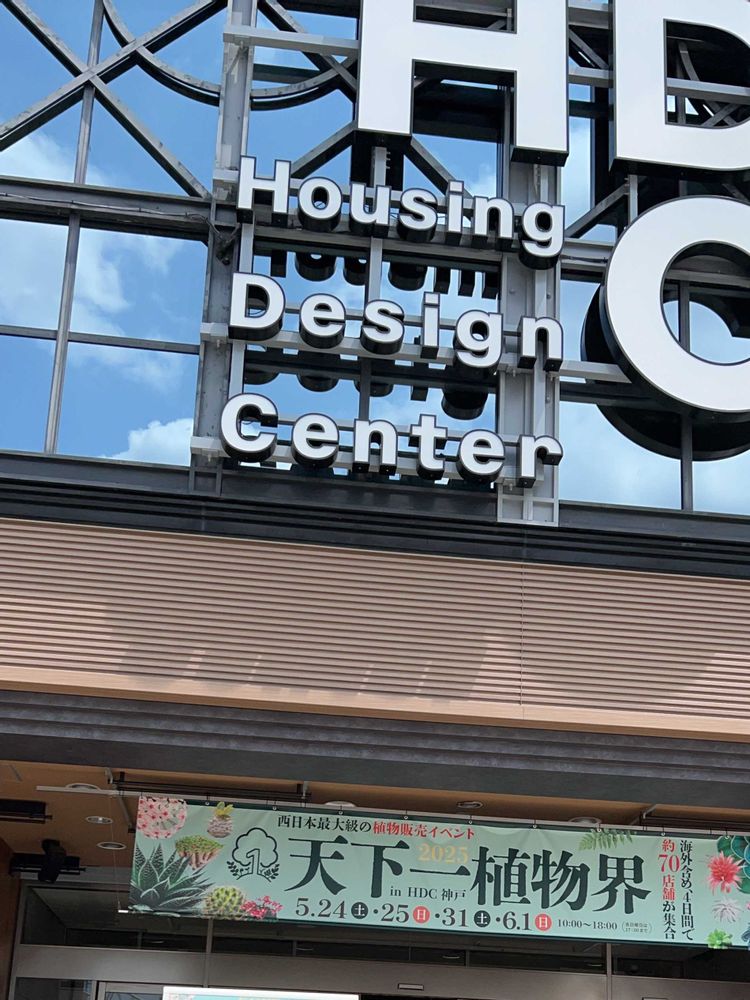 HD
C
Housing
Design
Center
西日本最大級の植物販売イベント
天下一植物界
2025
in HDC 神戸
5.24土・25日・31土・6.1日 10:00〜18:00
海外含め、4日間で
約70店舗が集合
1